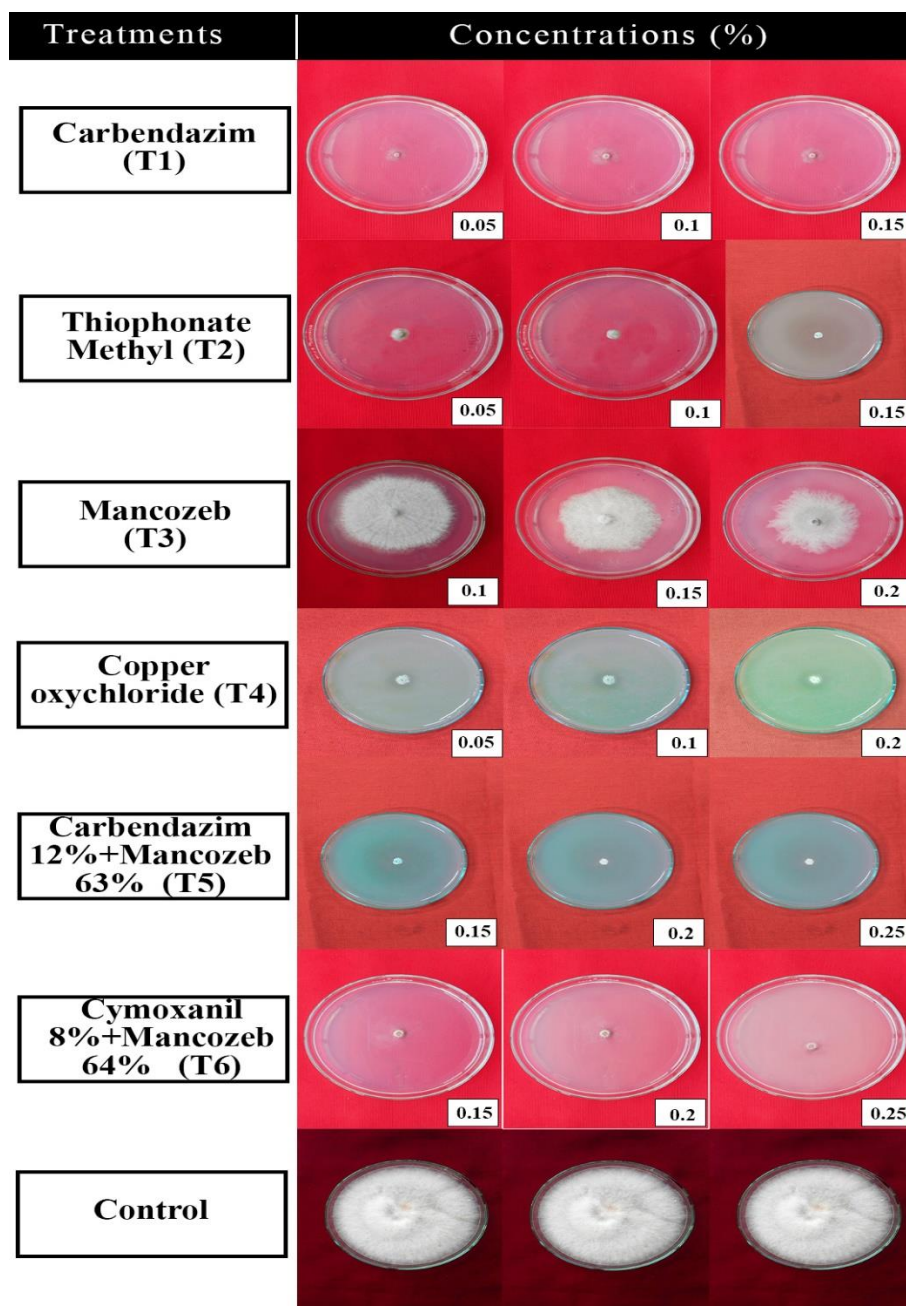 Treatments Concentrations (%)
Carbendazim
(T1)
0.05 0.1 0.15
Thiophonate
Methyl (T2)
0.05 0.1 0.15
Mancozeb
(T3)
0.1 0.15 0.2
Copper
oxychloride (T4)
0.05 0.1 0.2
Carbendazim
12%+Mancozeb
63% (T5)
0.15 0.2 0.25
Cymoxanil
8%+Mancozeb
64% (T6)
0.15 0.2 0.25
Control